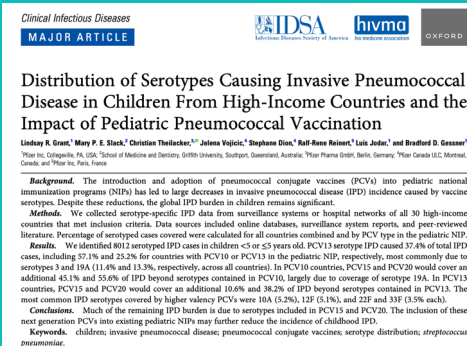 Clinical Infectious Diseases
MAJOR ARTICLE
IDSA
Infectious Diseases Society of America
hivma
hiv medicine association
OXFORD
Distribution of Serotypes Causing Invasive Pneumococcal
Disease in Children From High-Income Countries and the
Impact of Pediatric Pneumococcal Vaccination
Lindsay R. Grant,1 Mary P. E. Slack,2 Christian Theilacker,3 Jelena Vojicic,4 Stephane Dion,4 Ralf-Rene Reinert,5 Luis Jodar,1 and Bradford D. Gessner1
1Pfizer Inc, Collegeville, PA, USA; 2School of Medicine and Dentistry, Griffith University, Southport, Queensland, Australia; 3Pfizer Pharma GmbH, Berlin, Germany; 4Pfizer Canada ULC, Montreal,
Canada; and 5Pfizer Inc, Paris, France
Background. The introduction and adoption of pneumococcal conjugate vaccines (PCVs) into pediatric national
immunization programs (NIPs) has led to large decreases in invasive pneumococcal disease (IPD) incidence caused by vaccine
serotypes. Despite these reductions, the global IPD burden in children remains significant.
Methods. We collected serotype-specific IPD data from surveillance systems or hospital networks of all 30 high-income
countries that met inclusion criteria. Data sources included online databases, surveillance system reports, and peer-reviewed
literature. Percentage of serotyped cases covered were calculated for all countries combined and by PCV type in the pediatric NIP.
Results. We identified 8012 serotyped IPD cases in children <5 or ≤5 years old. PCV13 serotype IPD caused 37.4% of total IPD
cases, including 57.1% and 25.2% for countries with PCV10 or PCV13 in the pediatric NIP, respectively, most commonly due to
serotypes 3 and 19A (11.4% and 13.3%, respectively, across all countries). In PCV10 countries, PCV15 and PCV20 would cover an
additional 45.1% and 55.6% of IPD beyond serotypes contained in PCV10, largely due to coverage of serotype 19A. In PCV13
countries, PCV15 and PCV20 would cover an additional 10.6% and 38.2% of IPD beyond serotypes contained in PCV13. The
most common IPD serotypes covered by higher valency PCVs were 10A (5.2%), 12F (5.1%), and 22F and 33F (3.5% each).
Conclusions. Much of the remaining IPD burden is due to serotypes included in PCV15 and PCV20. The inclusion of these
next generation PCVs into existing pediatric NIPs may further reduce the incidence of childhood IPD.
Keywords. children; invasive pneumococcal disease; pneumococcal conjugate vaccines; serotype distribution; streptococcus
pneumoniae.